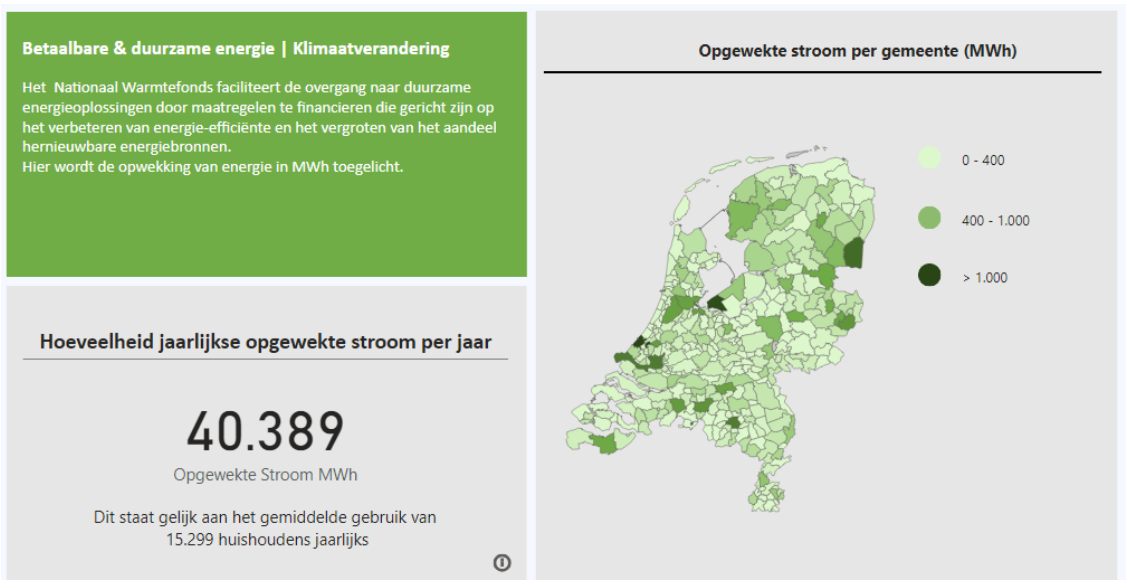 Betaalbare & duurzame energie | Klimaatverandering
Het Nationaal Warmtefonds faciliteert de overgang naar duurzame
energieoplossingen door maatregelen te financieren die gericht zijn op
het verbeteren van energie-efficiënte en het vergroten van het aandeel
hernieuwbare energiebronnen.
Hier wordt de opwekking van energie in MWh toegelicht.
Hoeveelheid jaarlijkse opgewekte stroom per jaar
40.389
Opgewekte Stroom MWh
Dit staat gelijk aan het gemiddelde gebruik van
15.299 huishoudens jaarlijks
Opgewekte stroom per gemeente (MWh)
0 - 400
400 - 1.000
> 1.000